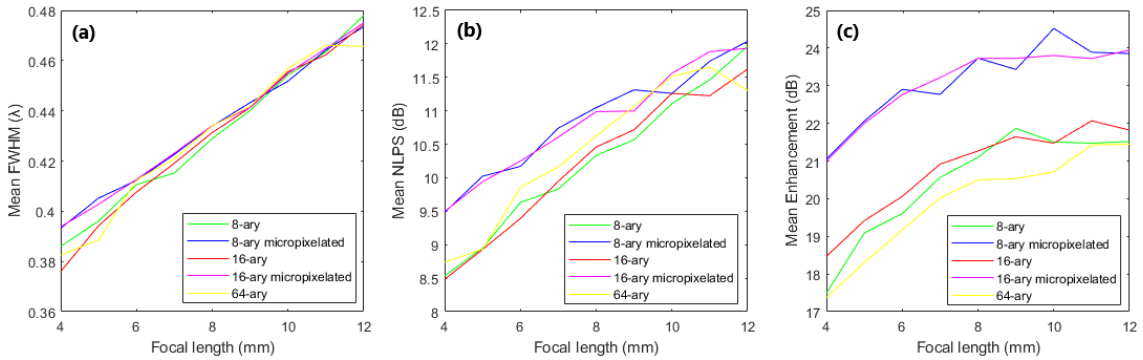 (a)
Mean FWHM (λ)
0.48
0.46
0.44
0.42
0.4
0.38
0.36
8-ary
8-ary micropixelated
16-ary
16-ary micropixelated
64-ary
4 6 8 10 12
Focal length (mm)
(b)
Mean NLPS (dB)
12.5
12
11.5
11
10.5
10
9.5
9
8.5
8
8-ary
8-ary micropixelated
16-ary
16-ary micropixelated
64-ary
4 6 8 10 12
Focal length (mm)
(c)
Mean Enhancement (dB)
25
24
23
22
21
20
19
18
17
8-ary
8-ary micropixelated
16-ary
16-ary micropixelated
64-ary
4 6 8 10 12
Focal length (mm)